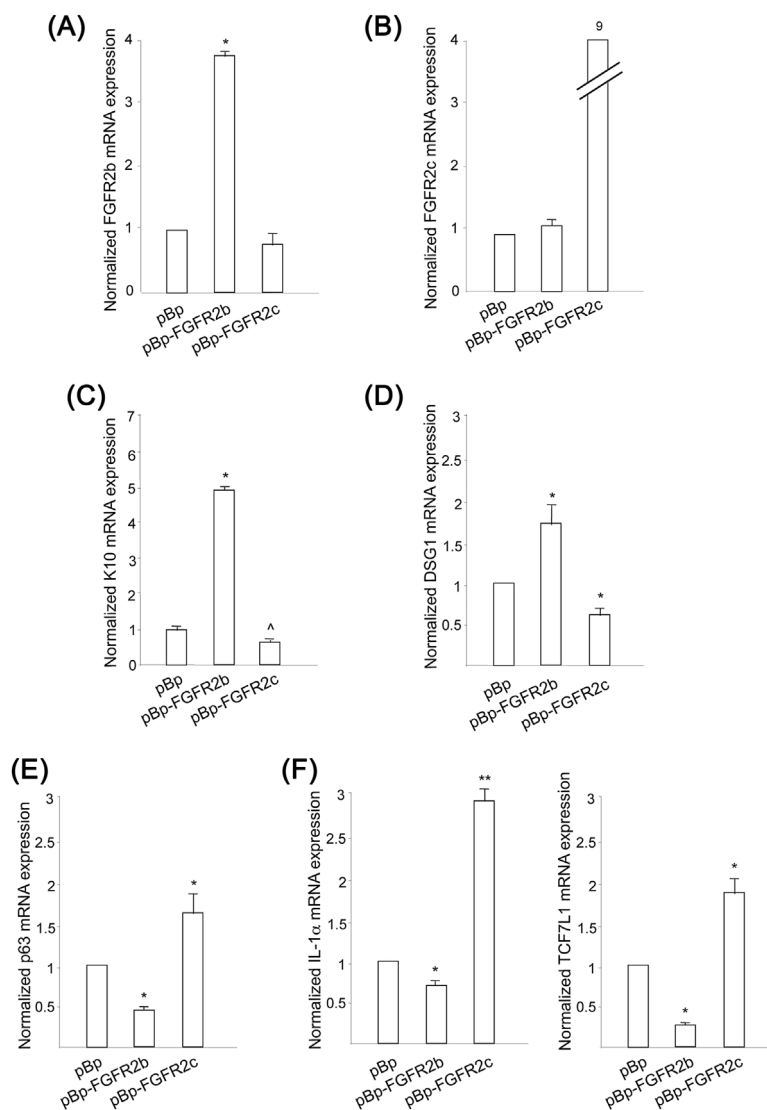 (A)
Normalized FGFR2b mRNA expression
4
3
2
1
0
*
pBp
pBp-FGFR2b
pBp-FGFR2c
(B)
Normalized FGFR2c mRNA expression
4
3
2
1
0
9
pBp
pBp-FGFR2b
pBp-FGFR2c
(C)
Normalized K10 mRNA expression
7
6
5
4
3
2
1
0
*
^
pBp
pBp-FGFR2b
pBp-FGFR2c
(D)
Normalized DSG1 mRNA expression
3
2.5
2
1.5
1
0.5
*
*
pBp
pBp-FGFR2b
pBp-FGFR2c
(E)
Normalized p63 mRNA expression
3
2.5
2
1.5
1
0.5
*
*
pBp
pBp-FGFR2b
pBp-FGFR2c
(F)
Normalized IL-1α mRNA expression
3
2.5
2
1.5
1
0.5
*
**
pBp
pBp-FGFR2b
pBp-FGFR2c
Normalized TCF7L1 mRNA expression
3
2.5
2
1.5
1
0.5
*
*
pBp
pBp-FGFR2b
pBp-FGFR2c